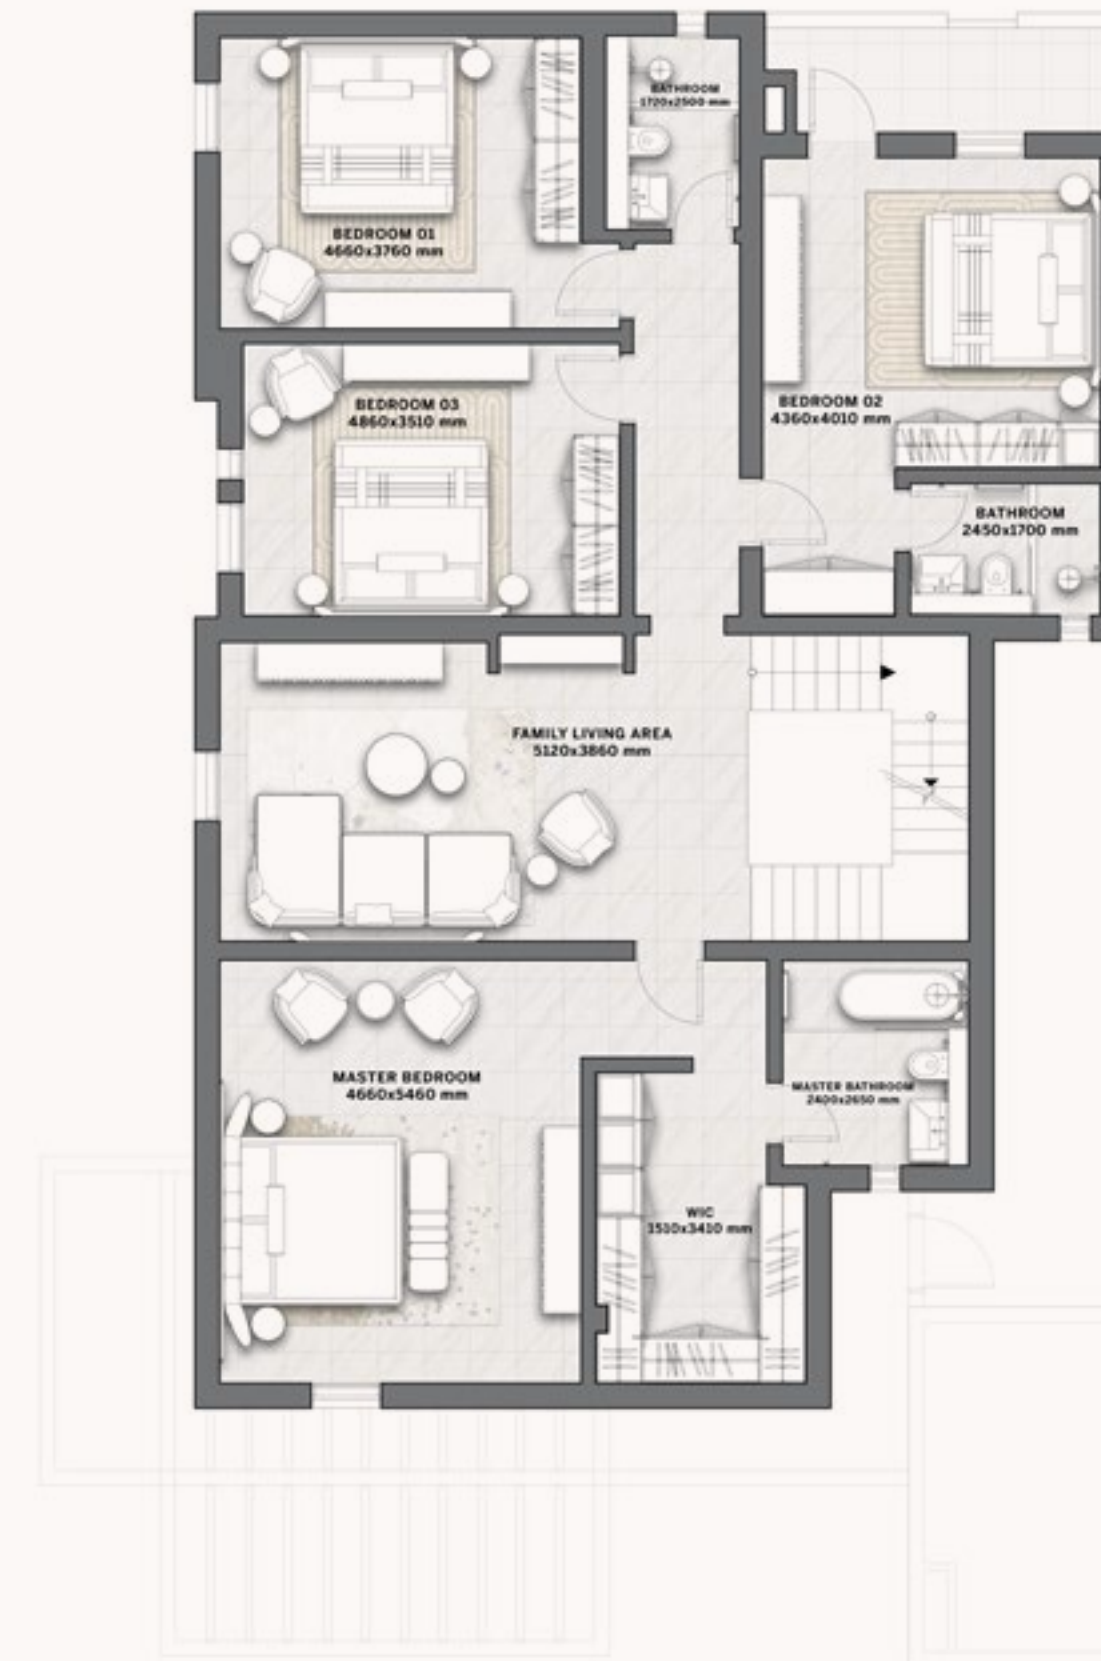 BATHROOM
1720x2500 mm
BEDROOM 01
4660x3760 mm
BEDROOM 03
4860x3510 mm
BEDROOM 02
4360x4010 mm
BATHROOM
2450x1700 mm
FAMILY LIVING AREA
5120x3860 mm
MASTER BEDROOM
4660x5460 mm
MASTER BATHROOM
2400x2650 mm
WIC
1510x3410 mm